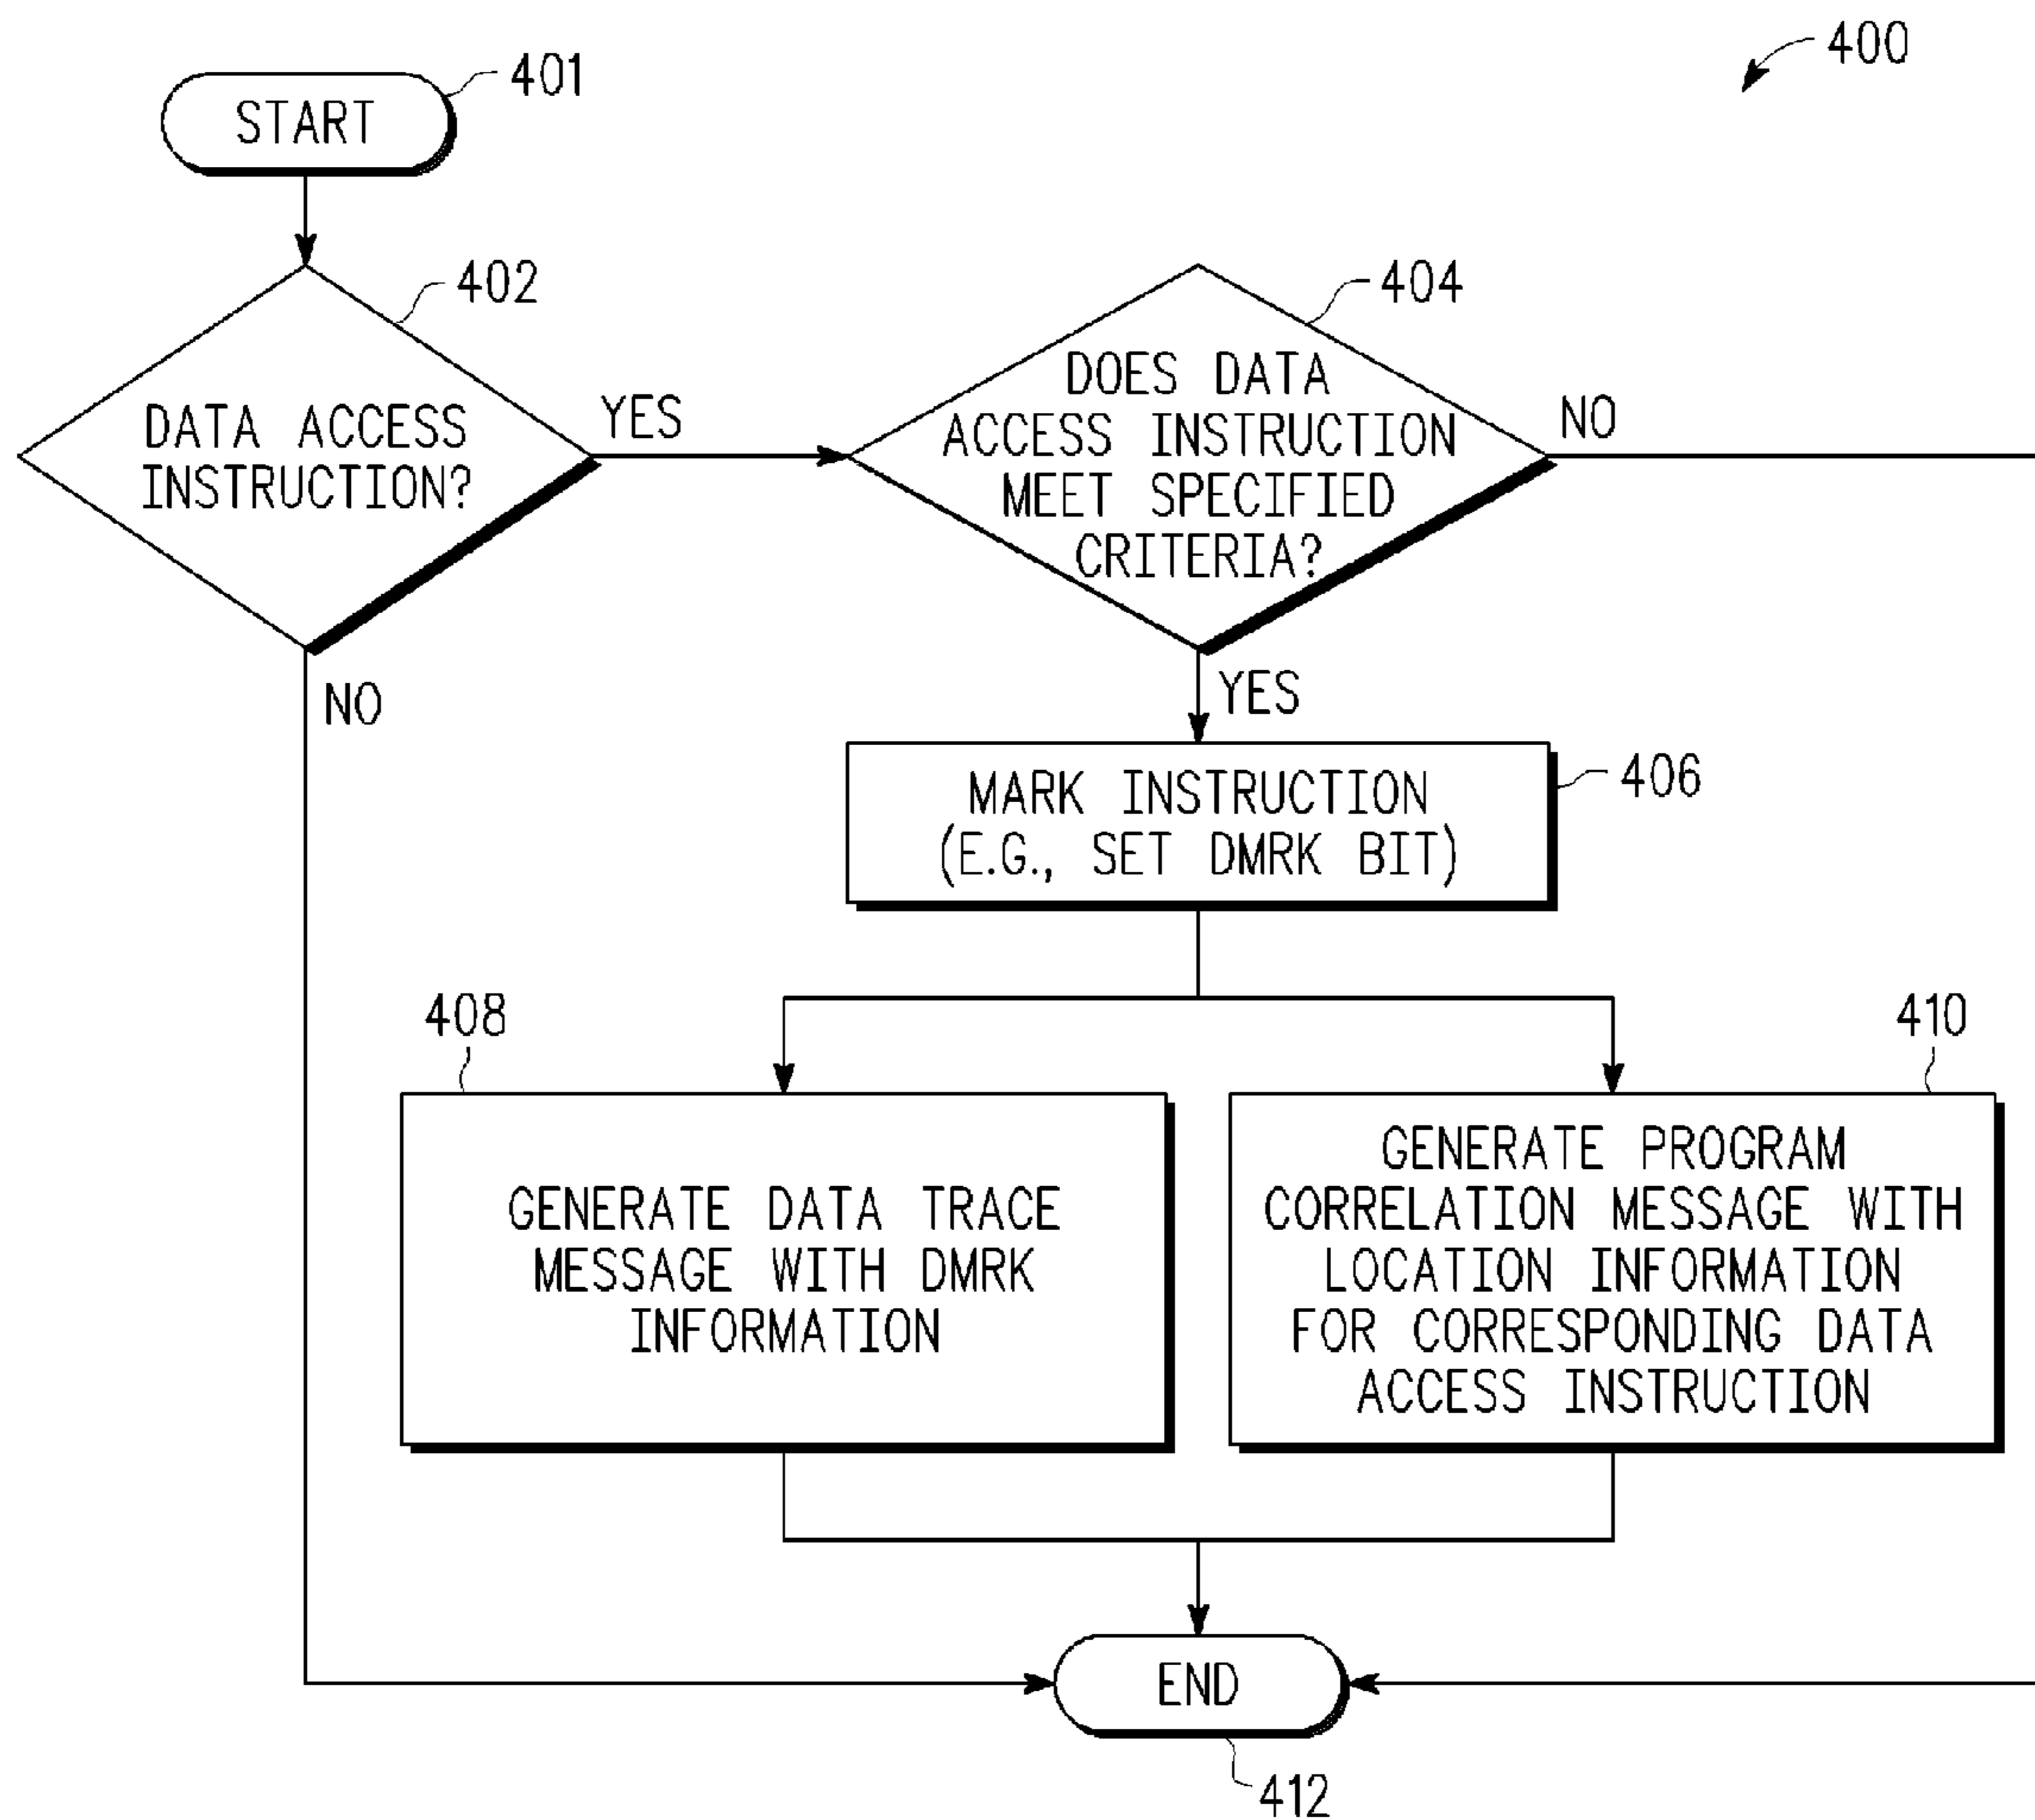 400
401
START
402
DATA ACCESS
INSTRUCTION?
YES
NO
404
DOES DATA
ACCESS INSTRUCTION
MEET SPECIFIED
CRITERIA?
NO
YES
406
MARK INSTRUCTION
(E.G., SET DMRK BIT)
408
GENERATE DATA TRACE
MESSAGE WITH DMRK
INFORMATION
410
GENERATE PROGRAM
CORRELATION MESSAGE WITH
LOCATION INFORMATION
FOR CORRESPONDING DATA
ACCESS INSTRUCTION
END
412